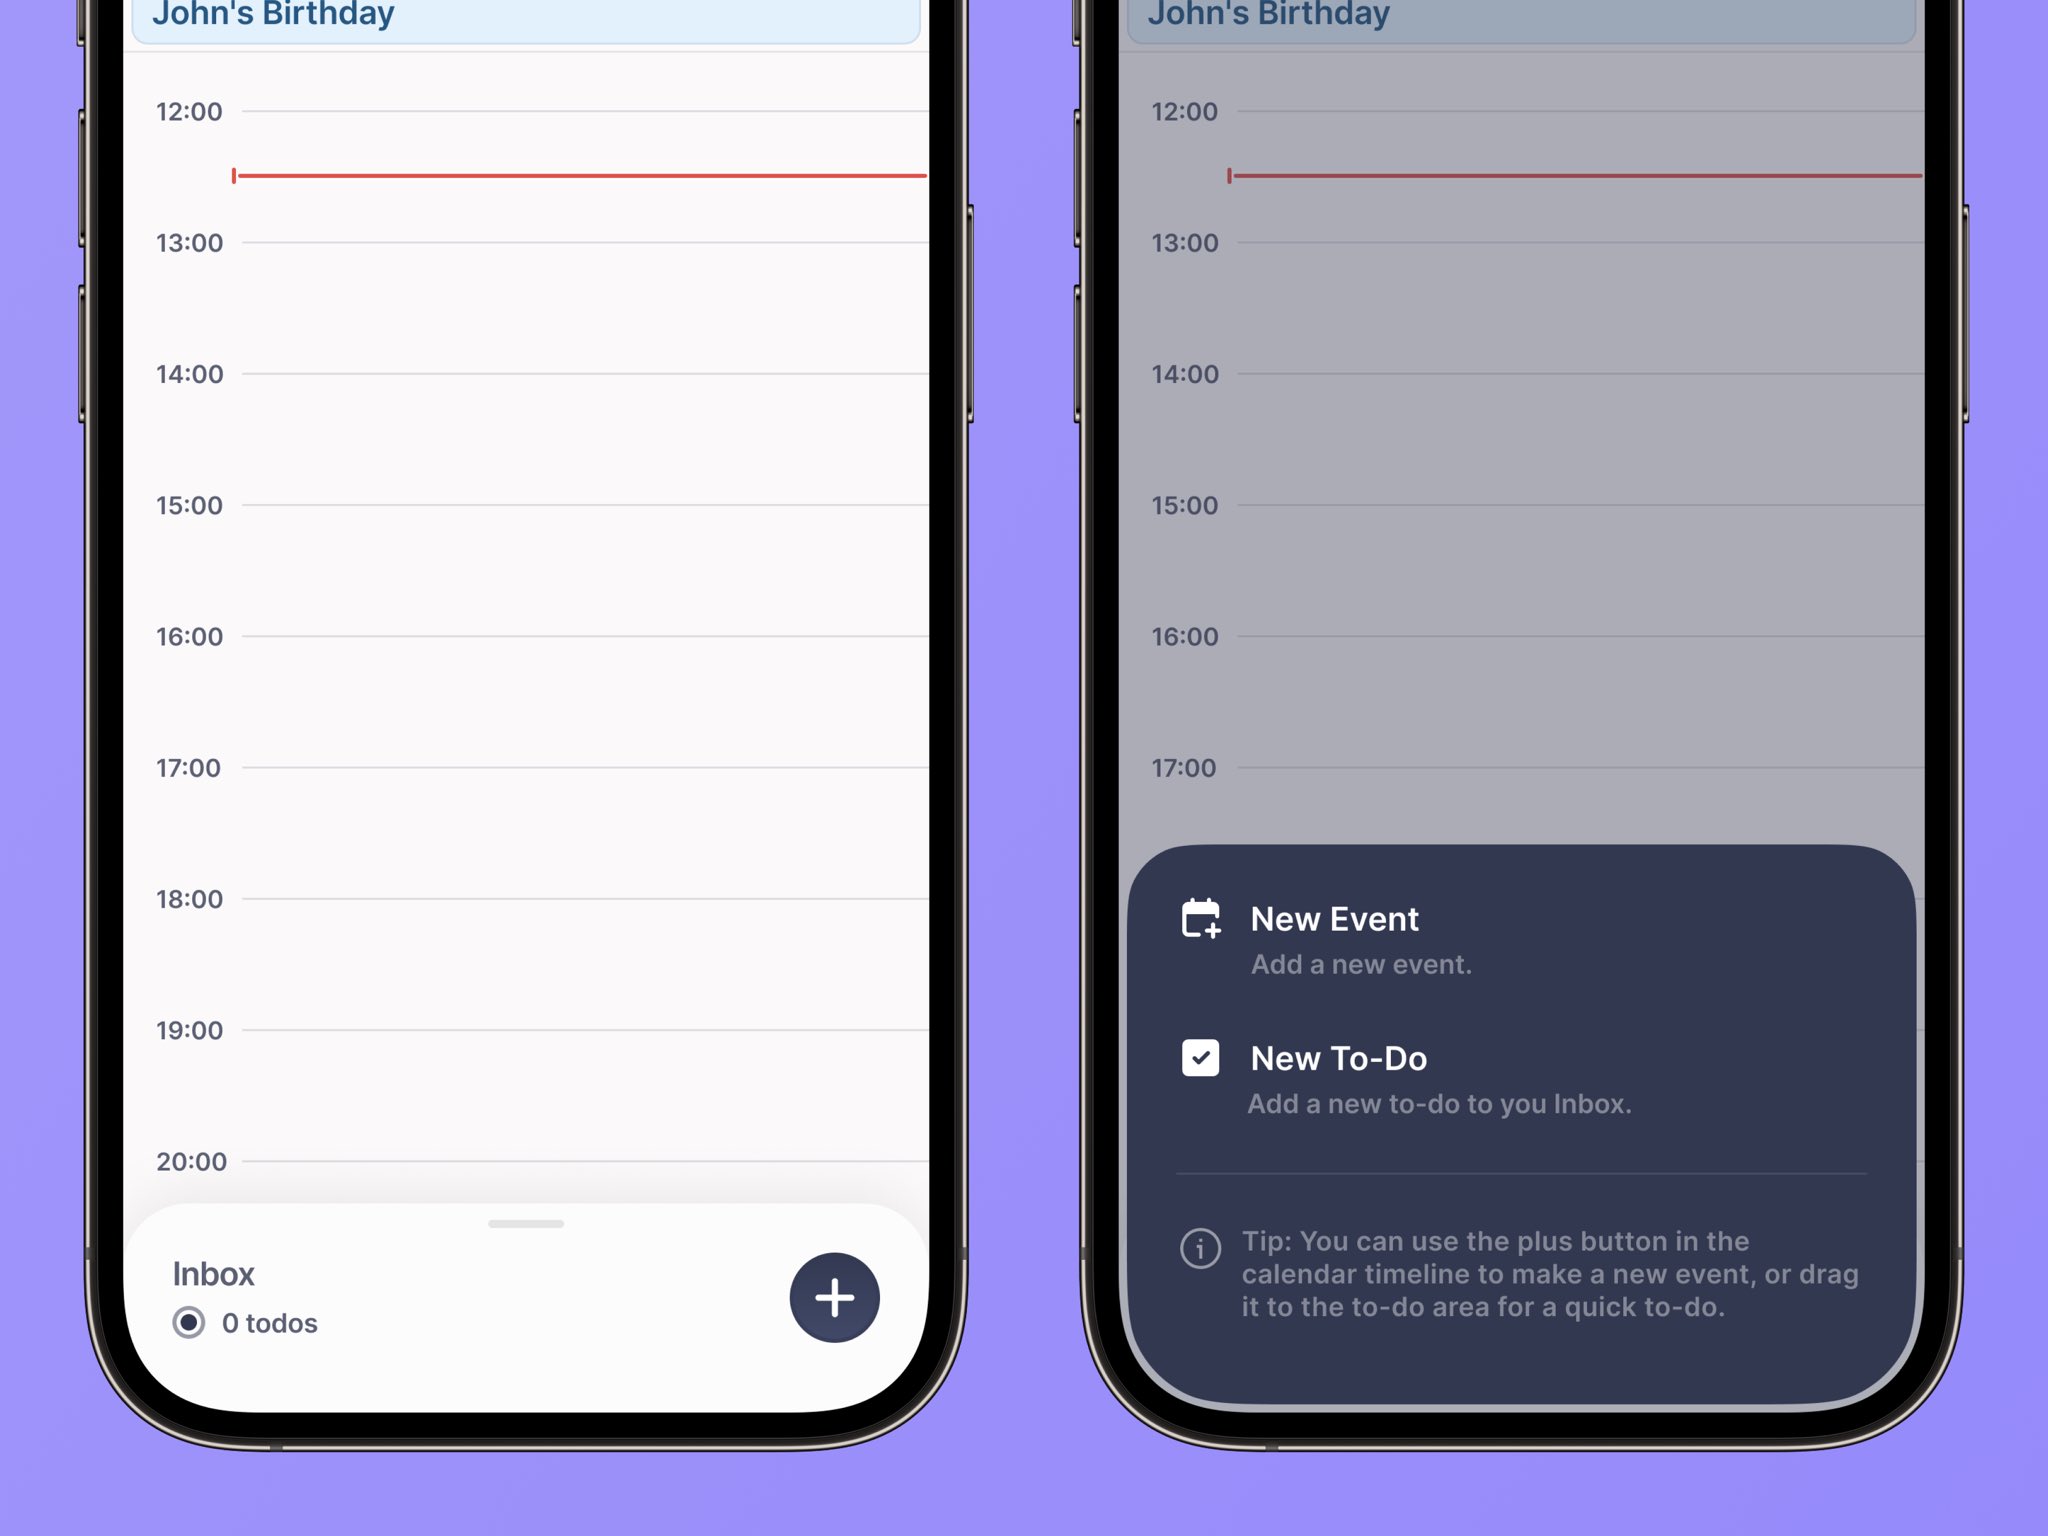 John's Birthday
12:00
13:00
14:00
15:00
16:00
17:00
18:00
19:00
20:00
Inbox
0 todos
John's Birthday
12:00
13:00
14:00
15:00
16:00
17:00
New Event
Add a new event.
New To-Do
Add a new to-do to you Inbox.
Tip: You can use the plus button in the
calendar timeline to make a new event, or drag
it to the to-do area for a quick to-do.